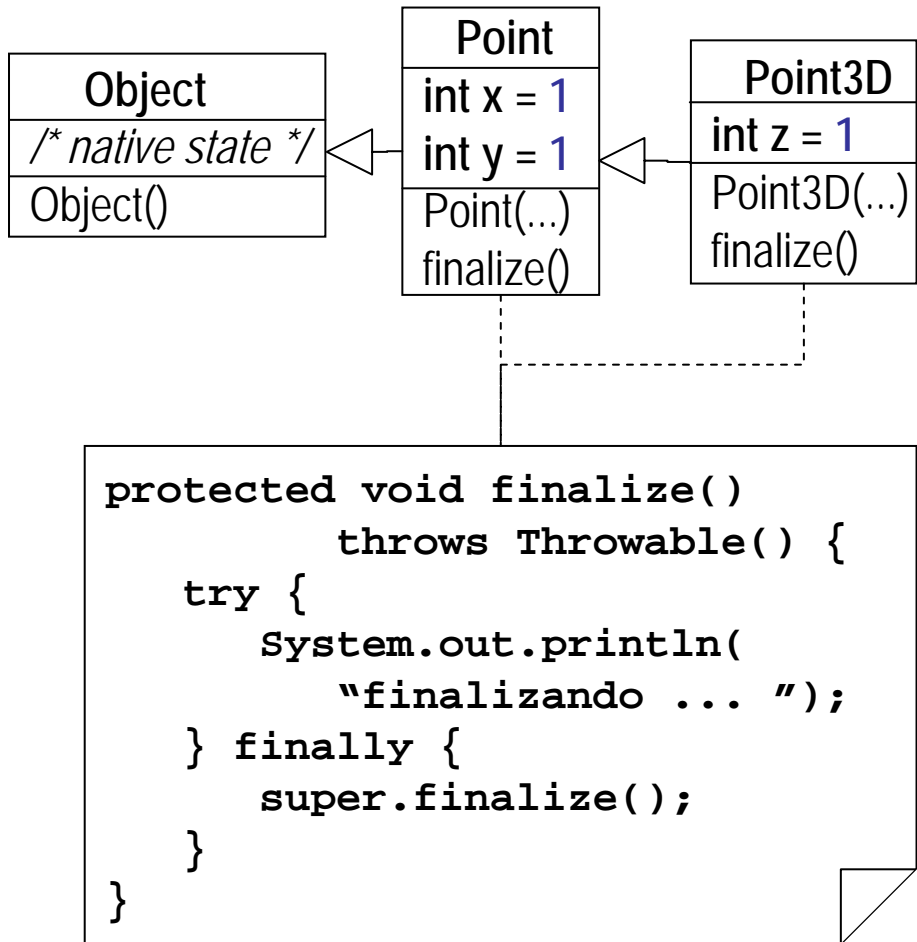 Object
/* native state */
Object()
Point
int x = 1
int y = 1
Point(...)
finalize()
Point3D
int z = 1
Point3D(...)
finalize()
protected void finalize()
throws Throwable() {
try {
System.out.println(
“finalizando ... ”);
} finally {
super.finalize();
}
}